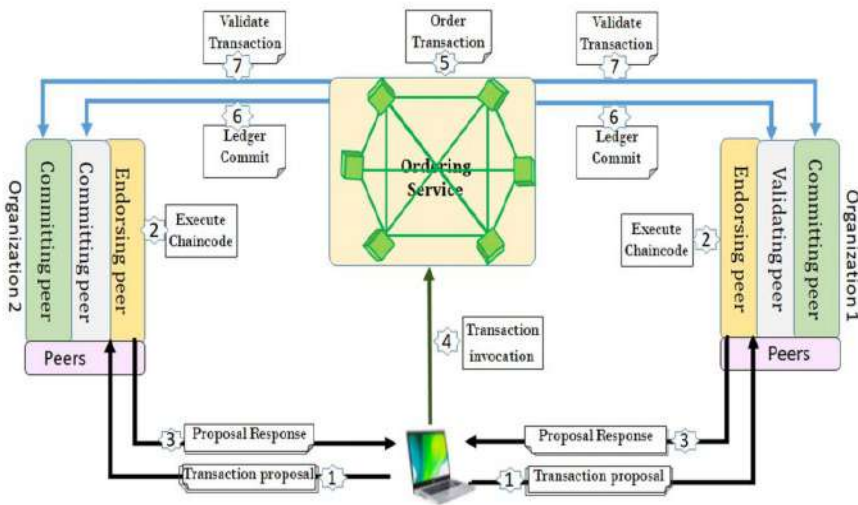 Validate
Transaction
7
Order
Transaction
5
Validate
Transaction
7
6
Ledger
Commit
6
Ledger
Commit
Ordering
Service
Organization 2
Committing peer
Committing peer
Endorsing peer
2
Execute
Chaincode
Peers
Execute
Chaincode
2
Endorsing peer
Validating peer
Committing peer
Organization 1
Peers
4
Transaction
invocation
3
Proposal Response
Proposal Response
3
Transaction proposal
1
1
Transaction proposal